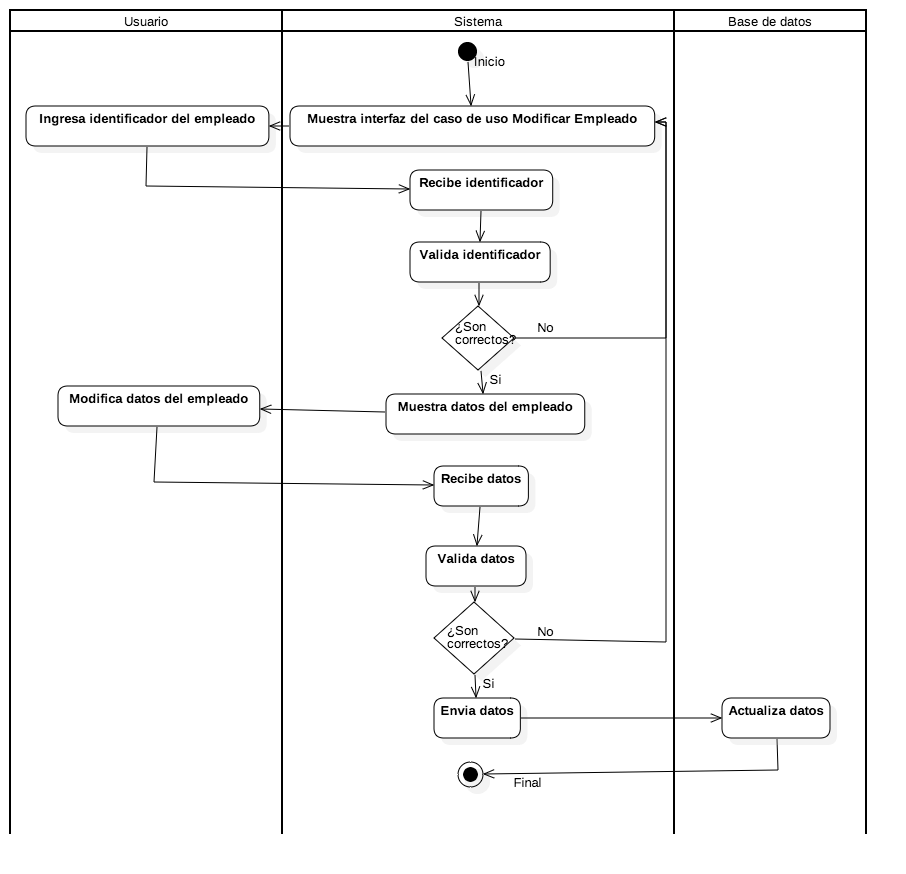 Usuario
Sistema
Base de datos
Inicio
Ingresa identificador del empleado
Muestra interfaz del caso de uso Modificar Empleado
Recibe identificador
Valida identificador
¿Son
correctos?
No
Si
Modifica datos del empleado
Muestra datos del empleado
Recibe datos
Valida datos
¿Son
correctos?
No
Si
Envia datos
Actualiza datos
Final